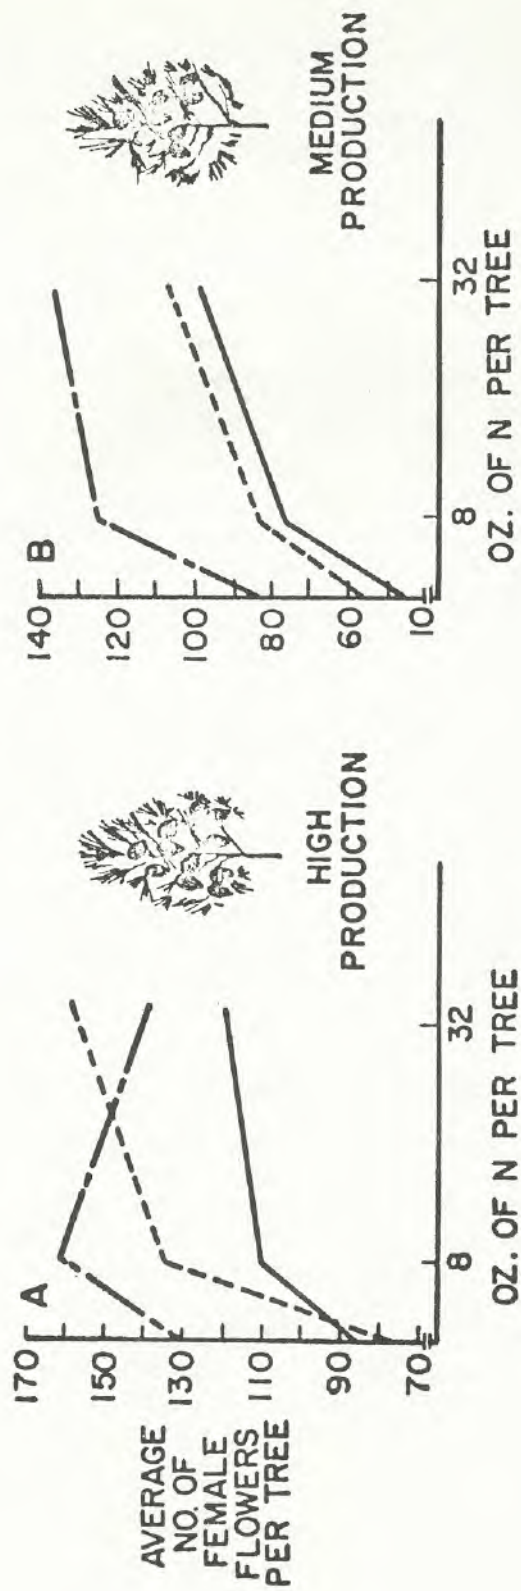 A
170
150
130
110
90
70
AVERAGE
NO. OF
FEMALE
FLOWERS
PER TREE
8
32
OZ. OF N PER TREE
HIGH
PRODUCTION
B
140
120
100
80
60
10
8
32
OZ. OF N PER TREE
MEDIUM
PRODUCTION